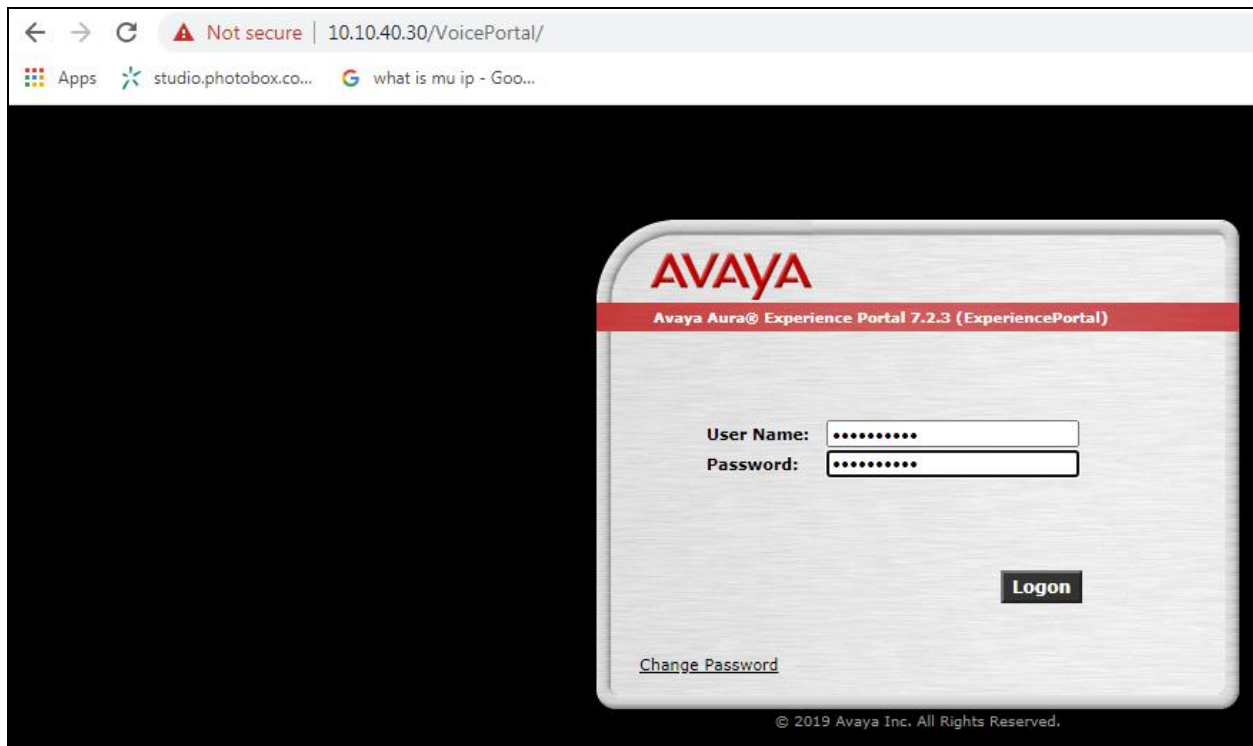 Not secure | 10.10.40.30/VoicePortal/
Apps studio.photobox.co... what is mu ip - Goo...
AVAYA
Avaya Aura® Experience Portal 7.2.3 (ExperiencePortal)
User Name: ••••••••••
Password: ••••••••••
Logon
Change Password
© 2019 Avaya Inc. All Rights Reserved.